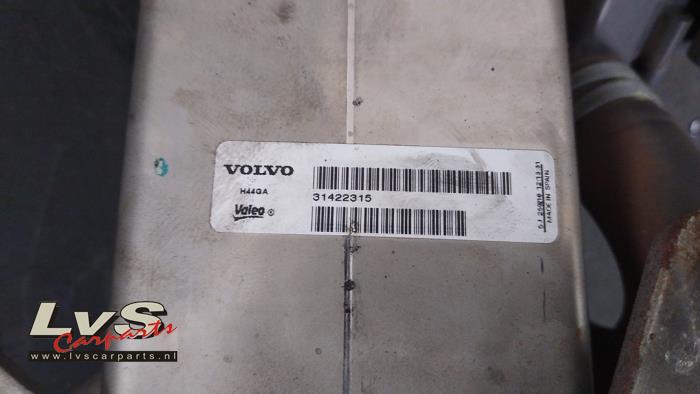 VOLVO
H44GA
31422315
Valeo ®
MADE IN SPAIN
LvS
Carparts
www.lvscarparts.nl